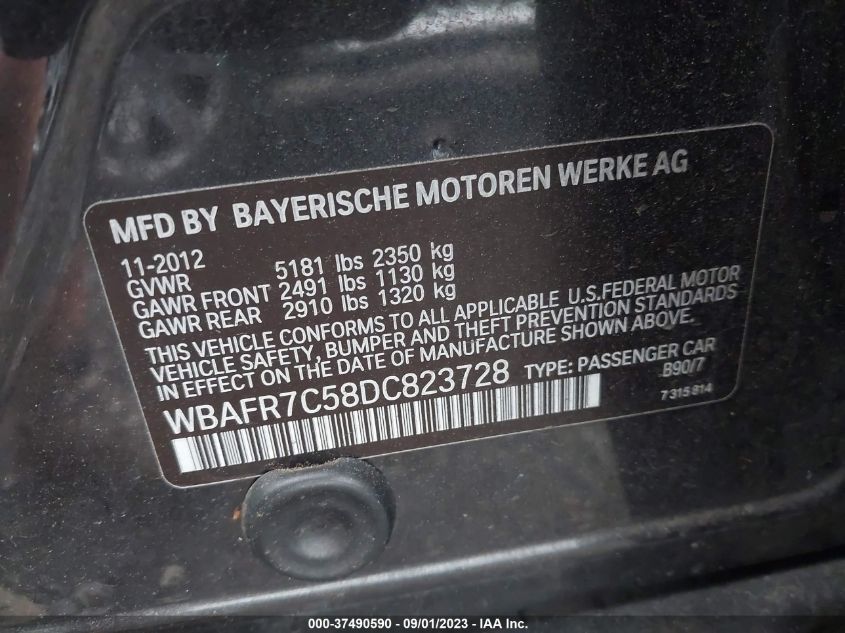 MFD BY BAYERISCHE MOTOREN WERKE AG
11-2012
GVWR 5181 lbs 2350 kg
GAWR FRONT 2491 lbs 1130 kg
GAWR REAR 2910 lbs 1320 kg
THIS VEHICLE CONFORMS TO ALL APPLICABLE U.S.FEDERAL MOTOR
VEHICLE SAFETY, BUMPER AND THEFT PREVENTION STANDARDS
IN EFFECT ON THE DATE OF MANUFACTURE SHOWN ABOVE.
WBAFR7C58DC823728 TYPE: PASSENGER CAR
B90/7
7 315 814
000-37490590 - 09/01/2023 - IAA Inc.